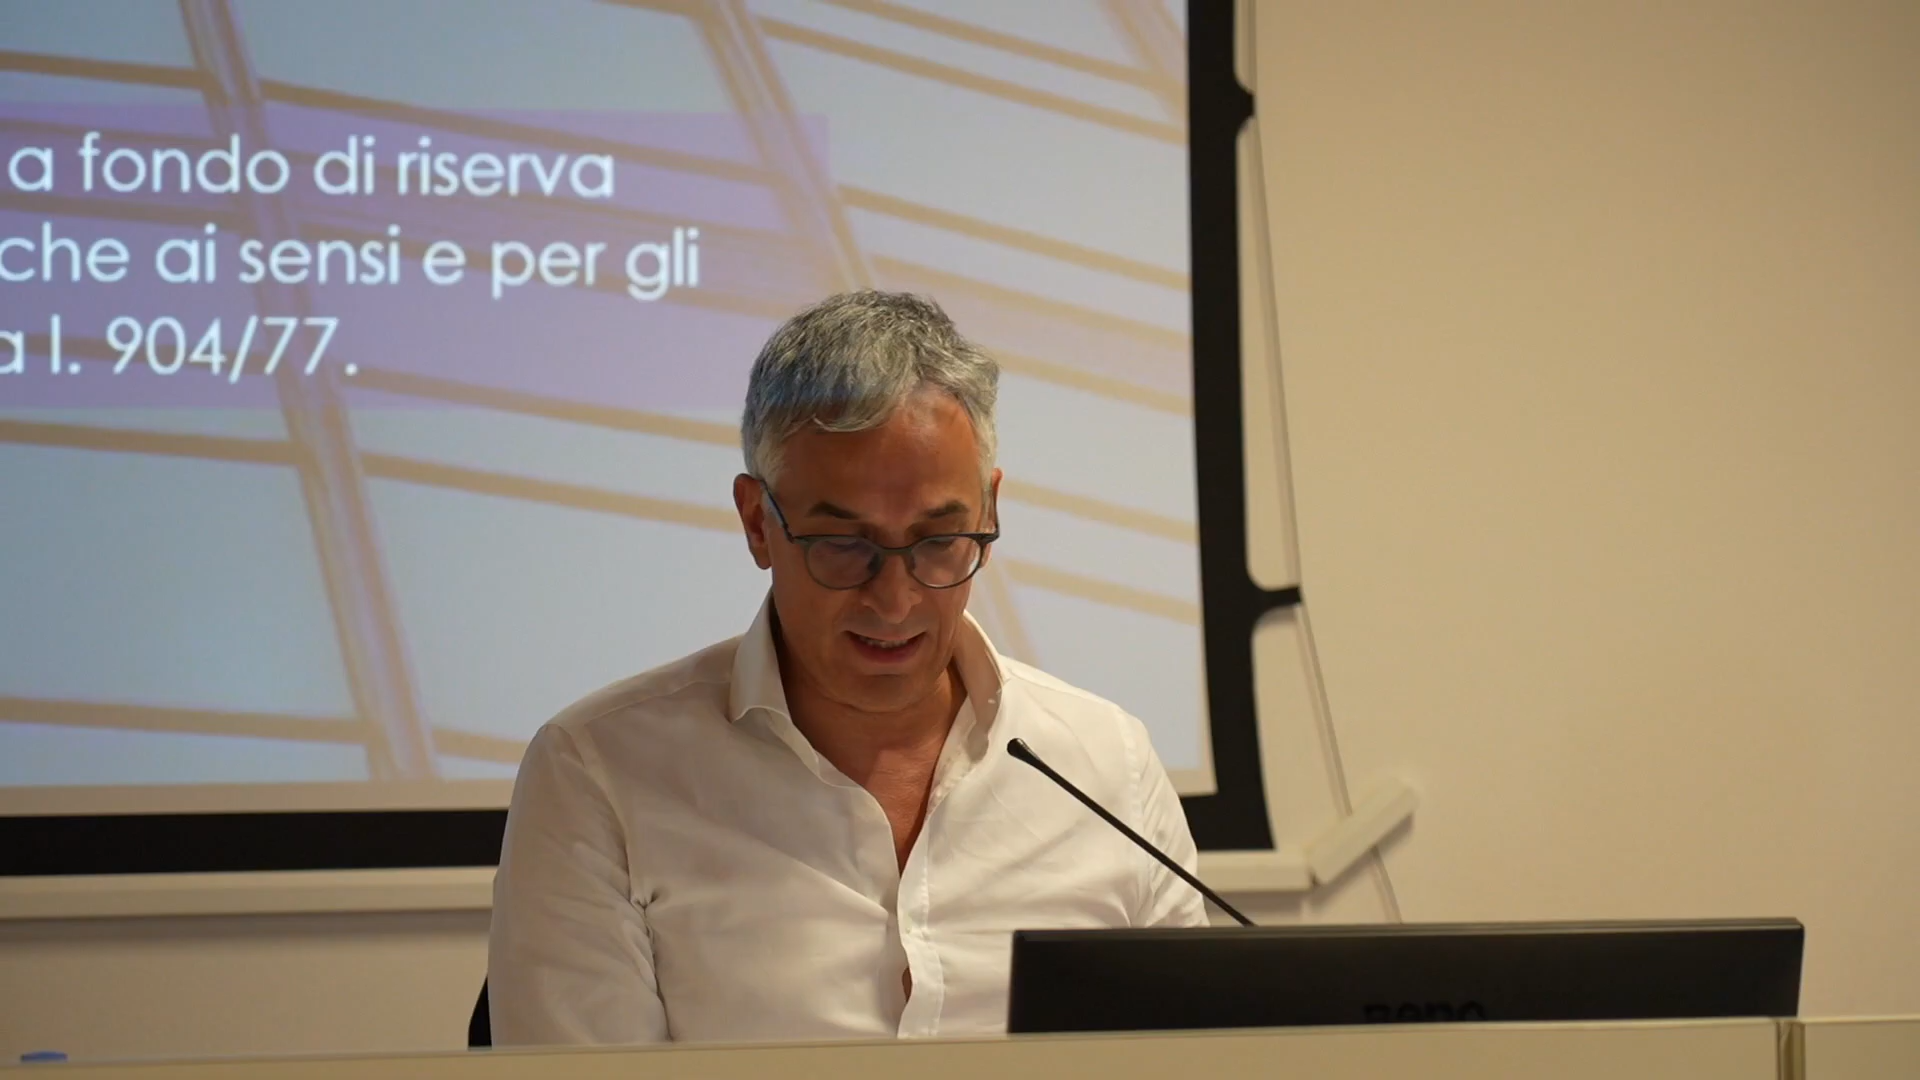 a fondo di riserva
che ai sensi e per gli
a l. 904/77.